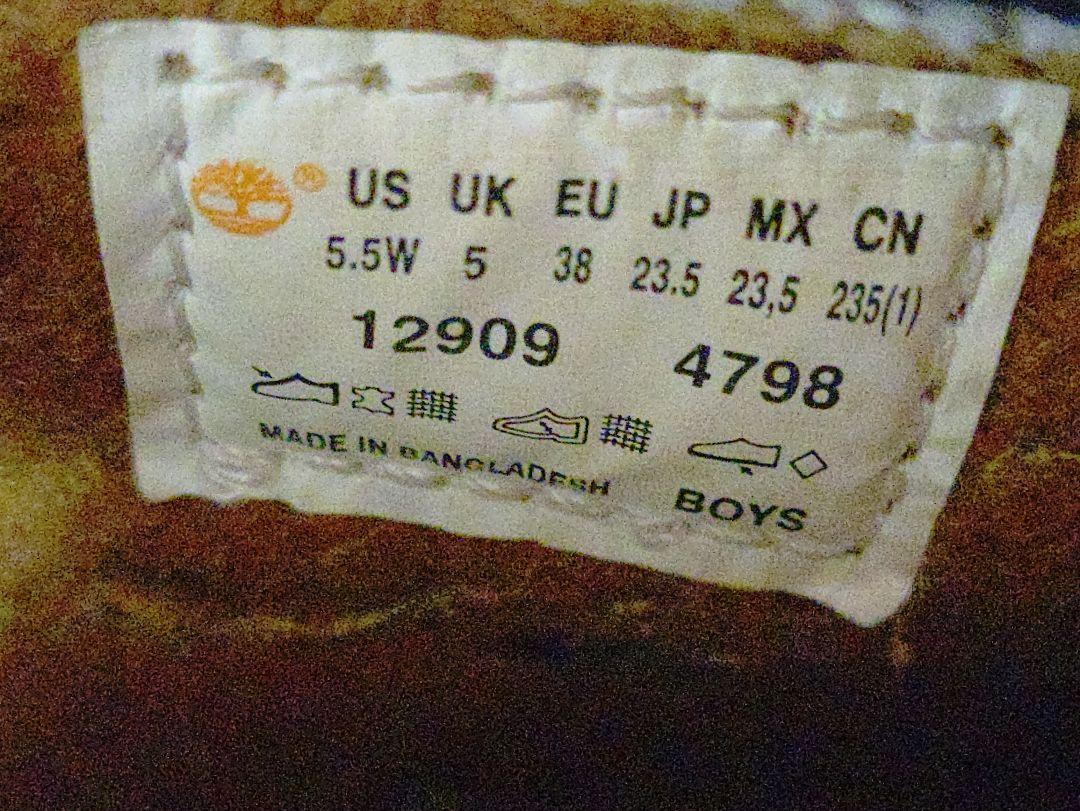 ® US UK EU JP MX CN
5.5W 5 38 23.5 23,5 235(1)
12909 4798
MADE IN BANGLADESH
BOYS